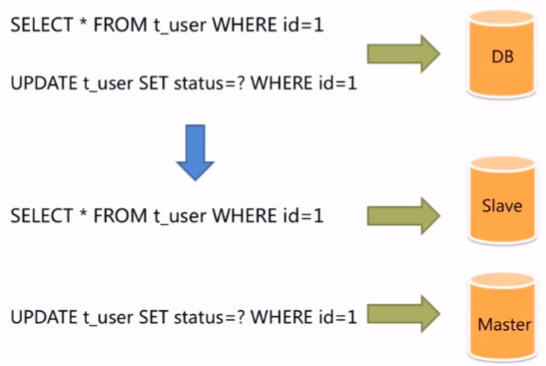 SELECT * FROM t_user WHERE id=1
DB
UPDATE t_user SET status=? WHERE id=1
SELECT * FROM t_user WHERE id=1
Slave
UPDATE t_user SET status=? WHERE id=1
Master